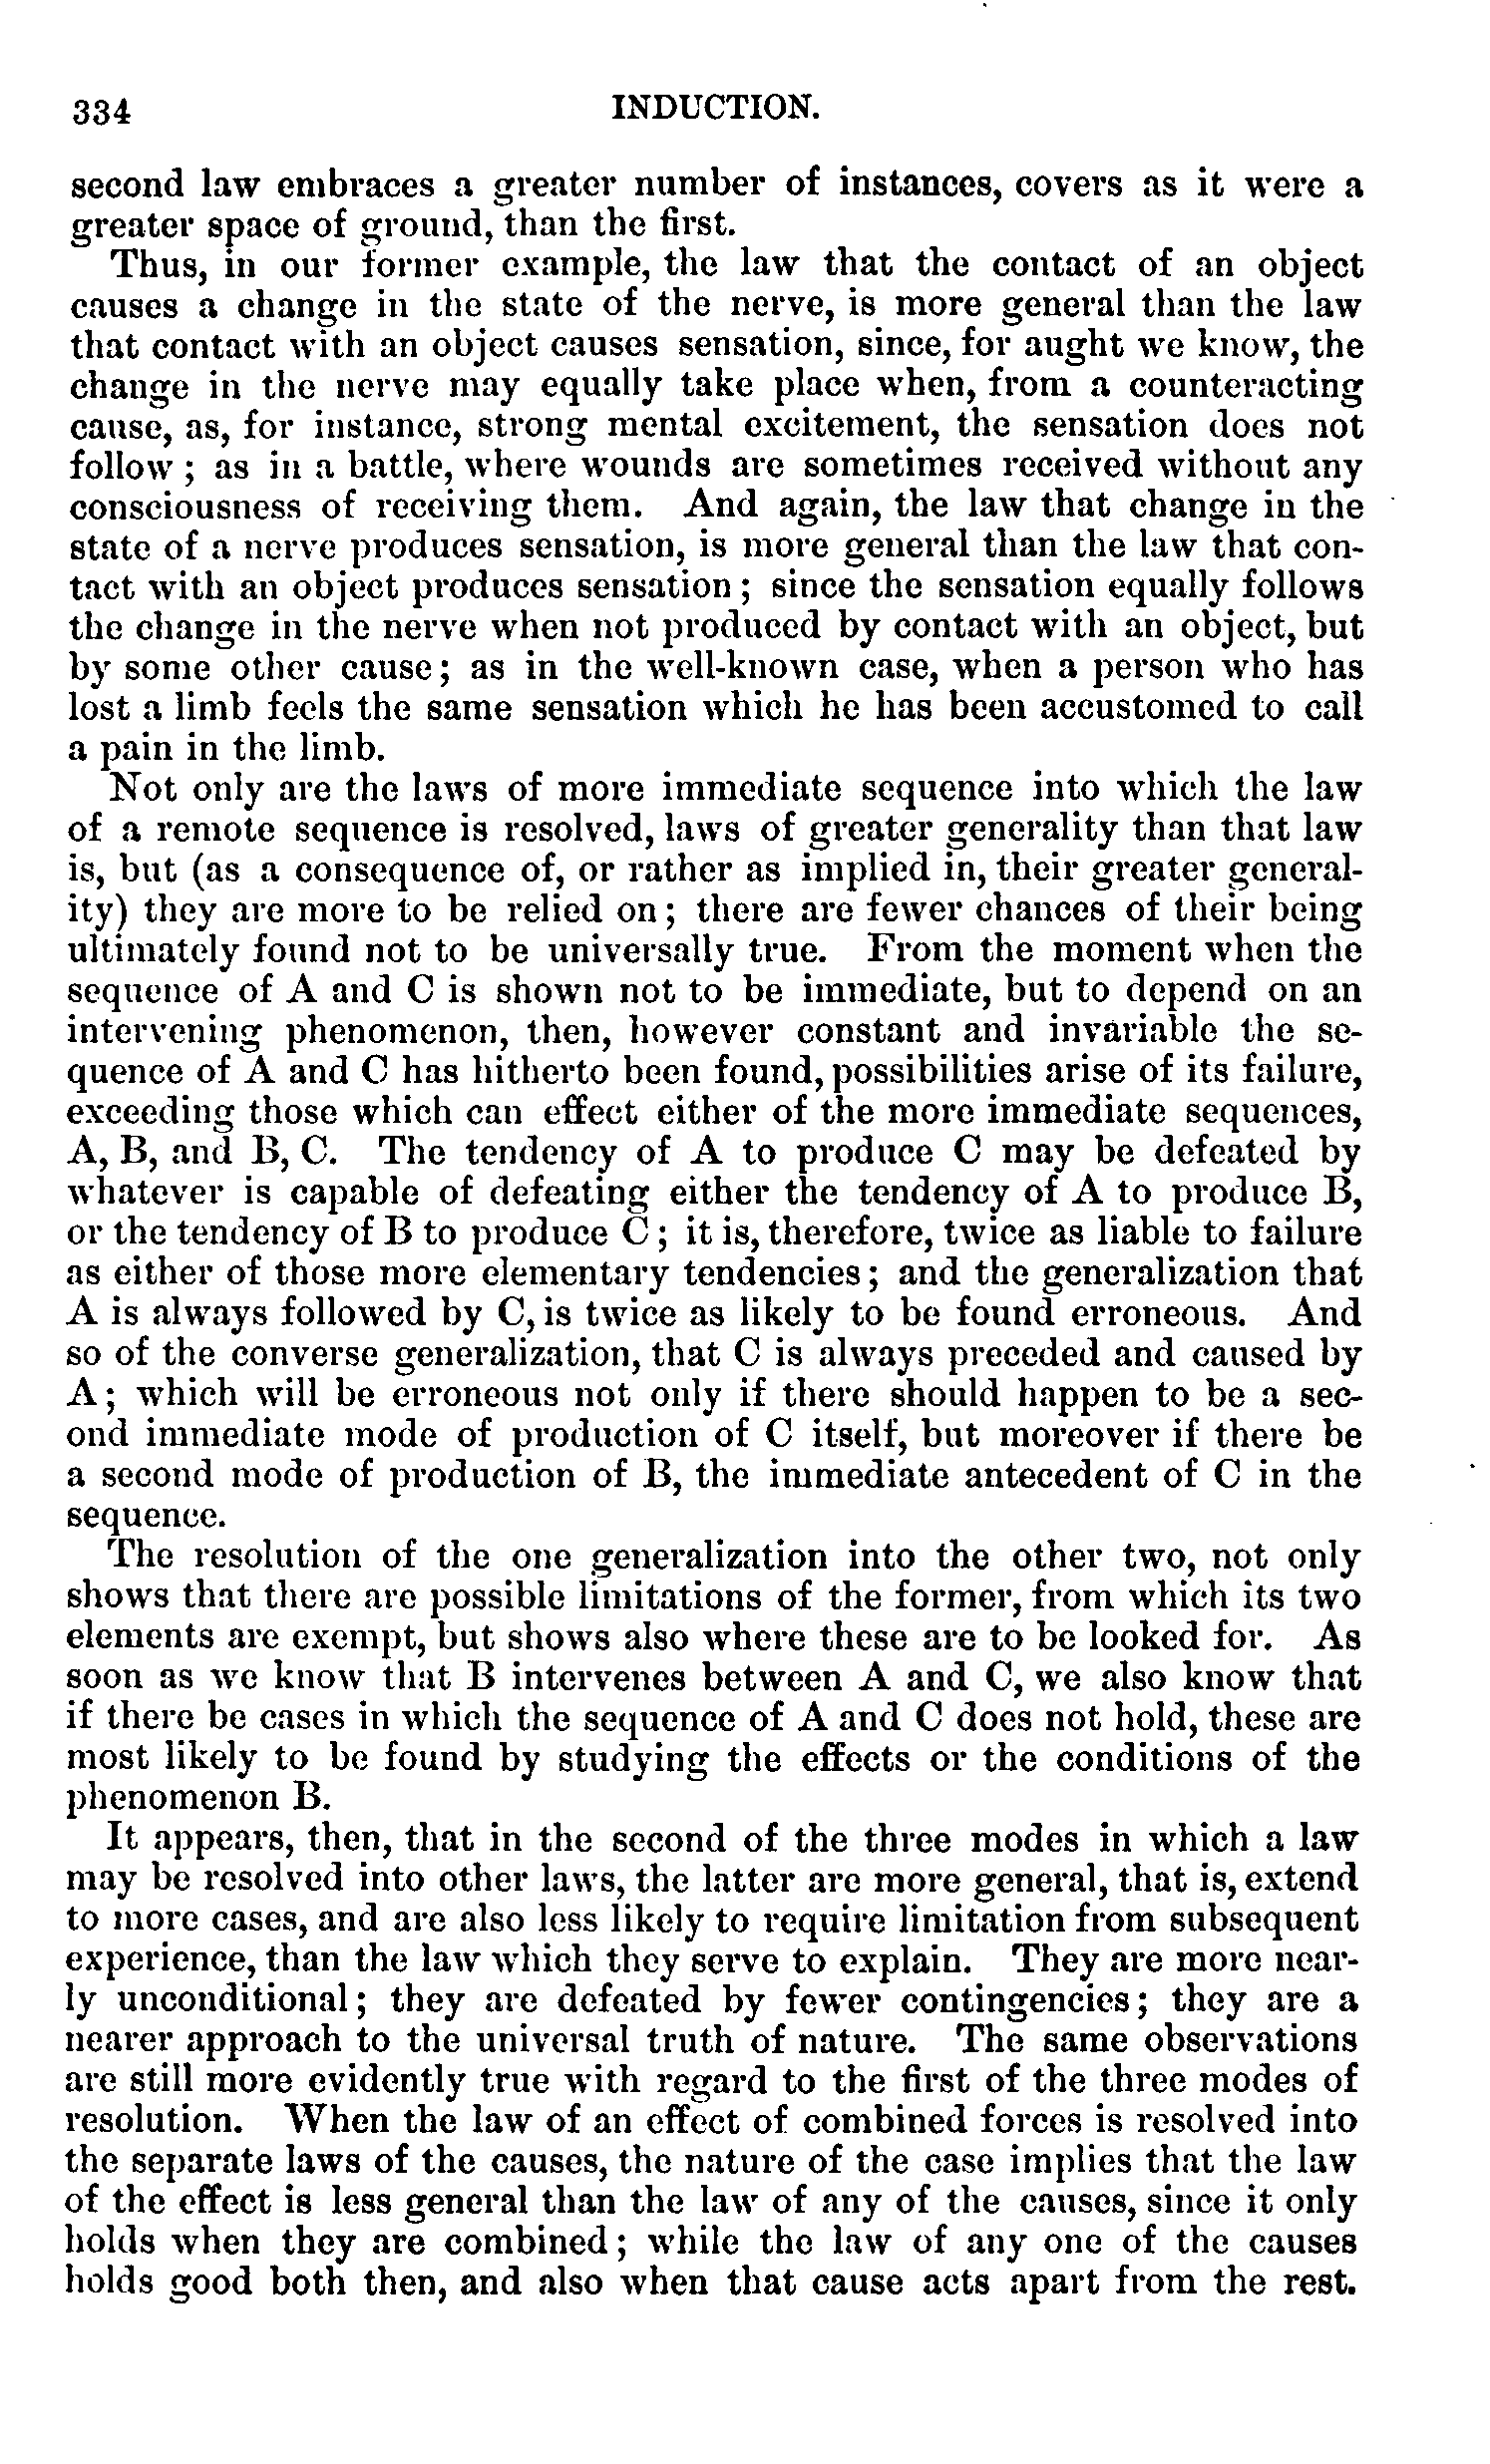 334 INDUCTION.
second law embraces a greater number of instances, covers as it were a
greater space of ground, than the first.
Thus, in our former example, the law that the contact of an object
causes a change in the state of the nerve, is more general than the law
that contact with an object causes sensation, since, for aught we know, the
change in the nerve may equally take place when, from a counteracting
cause, as, for instance, strong mental excitement, the sensation does not
follow ; as in a battle, where wounds are sometimes received without any
consciousness of receiving them. And again, the law that change in the
state of a nerve produces sensation, is more general than the law that con-
tact with an object produces sensation ; since the sensation equally follows
the change in the nerve when not produced by contact with an object, but
by some other cause; as in the well-known case, when a person who has
lost a limb feels the same sensation which he has been accustomed to call
a pain in the limb.
Not only are the laws of more immediate sequence into which the law
of a remote sequence is resolved, laws of greater generality than that law
is, but (as a consequence of, or rather as implied in, their greater general-
ity) they are more to be relied on; there are fewer chances of their being
ultimately found not to be universally true. From the moment when the
sequence of A and C is shown not to be immediate, but to depend on an
intervening phenomenon, then, however constant and invariable the se-
quence of A and C has hitherto been found, possibilities arise of its failure,
exceeding those which can effect either of the more immediate sequences,
A, B, and B, C. The tendency of A to produce C may be defeated by
whatever is capable of defeating either the tendency of A to produce B,
or the tendency of B to produce C ; it is, therefore, twice as liable to failure
as either of those more elementary tendencies; and the generalization that
A is always followed by C, is twice as likely to be found erroneous. And
so of the converse generalization, that C is always preceded and caused by
A; which will be erroneous not only if there should happen to be a sec-
ond immediate mode of production of C itself, but moreover if there be
a second mode of production of B, the immediate antecedent of C in the
sequence.
The resolution of the one generalization into the other two, not only
shows that there are possible limitations of the former, from which its two
elements are exempt, but shows also where these are to be looked for. As
soon as we know that B intervenes between A and C, we also know that
if there be cases in which the sequence of A and C does not hold, these are
most likely to be found by studying the effects or the conditions of the
phenomenon B.
It appears, then, that in the second of the three modes in which a law
may be resolved into other laws, the latter are more general, that is, extend
to more cases, and are also less likely to require limitation from subsequent
experience, than the law which they serve to explain. They are more near-
ly unconditional; they are defeated by fewer contingencies; they are a
nearer approach to the universal truth of nature. The same observations
are still more evidently true with regard to the first of the three modes of
resolution. When the law of an effect of combined forces is resolved into
the separate laws of the causes, the nature of the case implies that the law
of the effect is less general than the law of any of the causes, since it only
holds when they are combined; while the law of any one of the causes
holds good both then, and also when that cause acts apart from the rest.